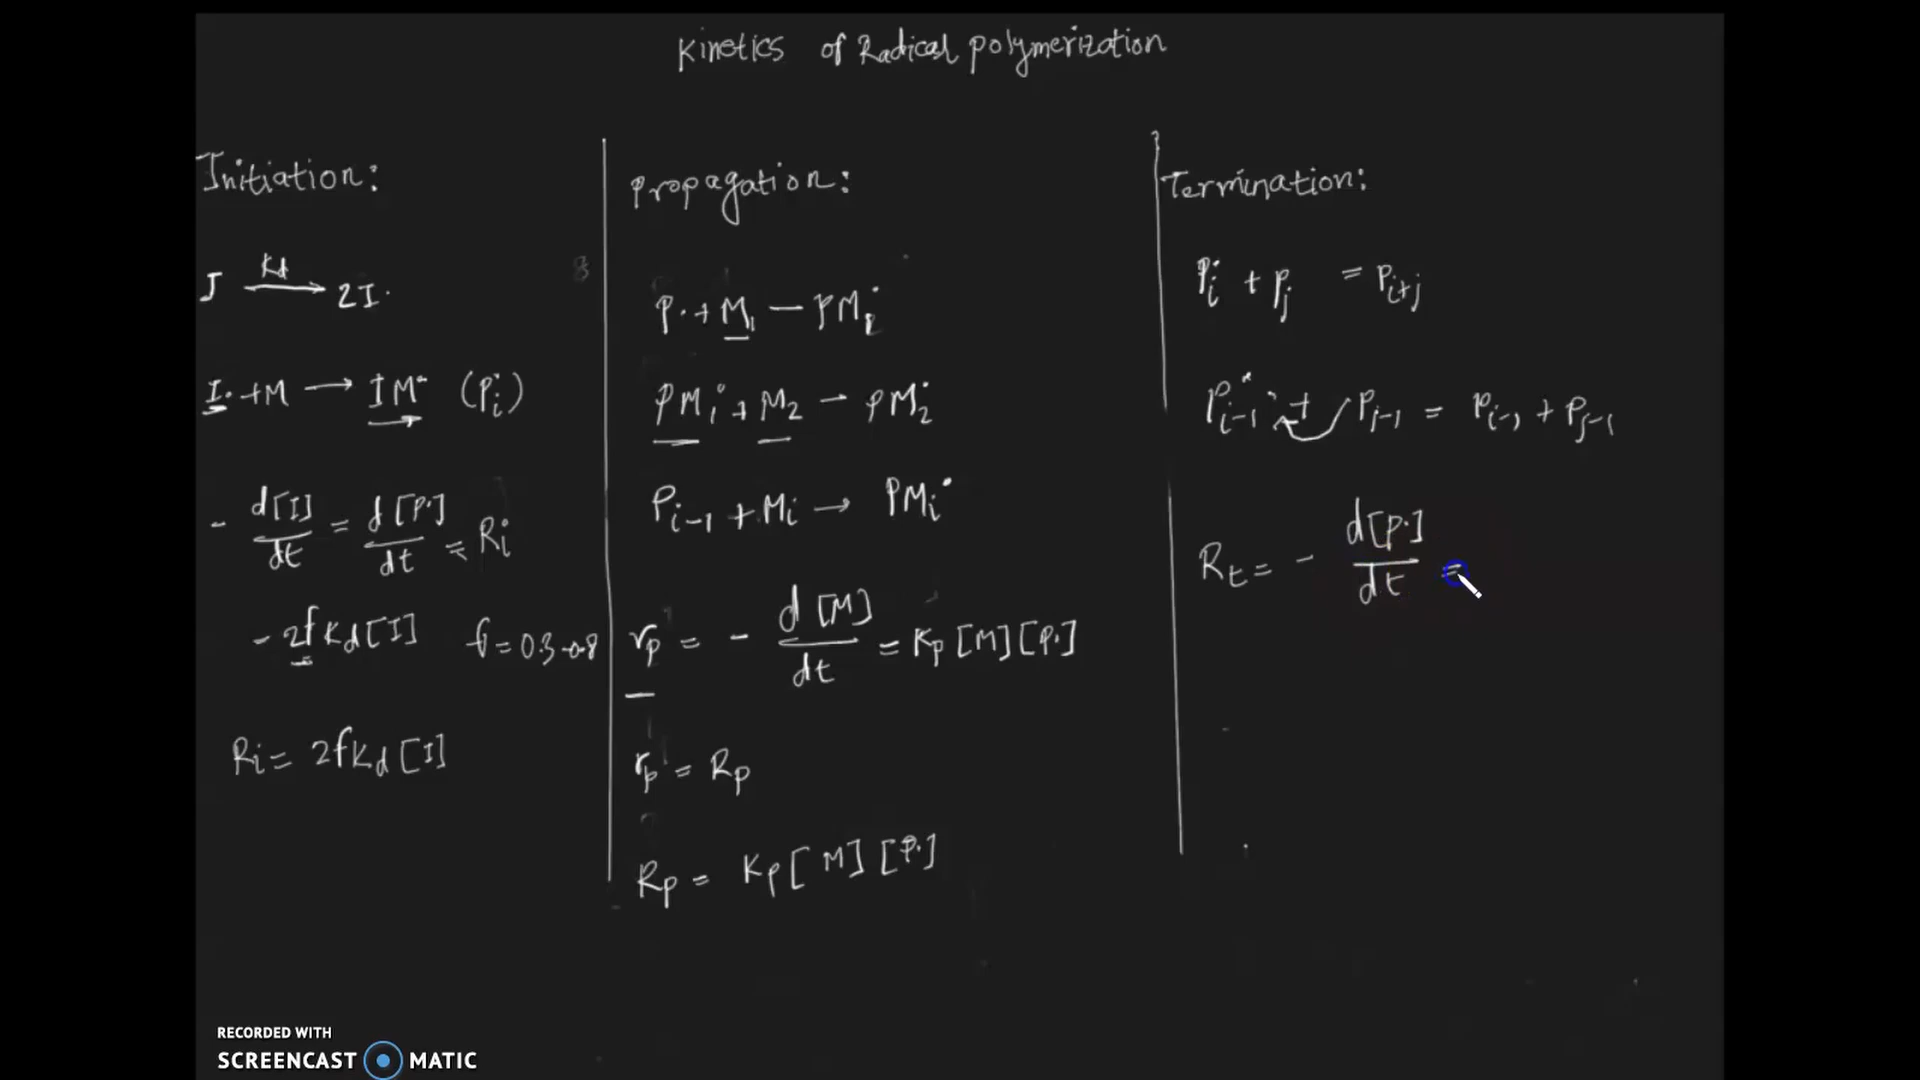 Kinetics of Radical polymerization
Initiation:
I —Kd→ 2I·
I· + M → IM· (Pi·)
- d[I]/dt = d[P·]/dt = Ri
- 2fKd[I] f = 0.3-0.8
Ri = 2fKd[I]
Propagation:
P· + M1 — PMi·
PM1· + M2 — PM2·
Pi-1 + Mi → PMi·
rp = - d[M]/dt = Kp[M][P·]
rp = Rp
Rp = Kp[M][P·]
Termination:
Pi· + Pj = Pi+j
Pi-1· + Pj-1 = Pi-1 + Pj-1
Rt = - d[P·]/dt =
RECORDED WITH
SCREENCAST MATIC